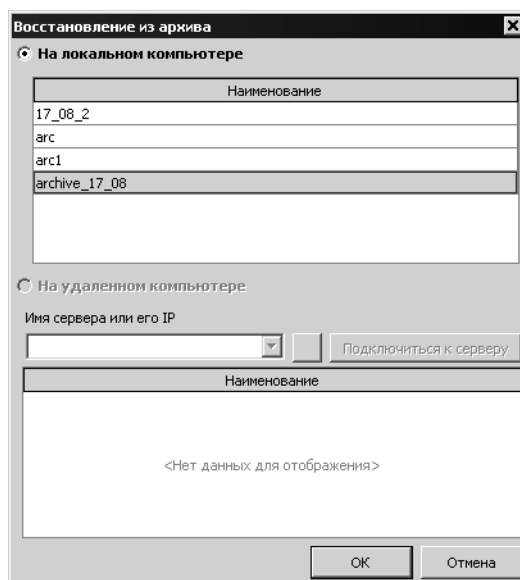 Восстановление из архива
На локальном компьютере
Наименование
17_08_2
arc
arc1
archive_17_08
На удаленном компьютере
Имя сервера или его IP
Подключиться к серверу
Наименование
<Нет данных для отображения>
OK
Отмена